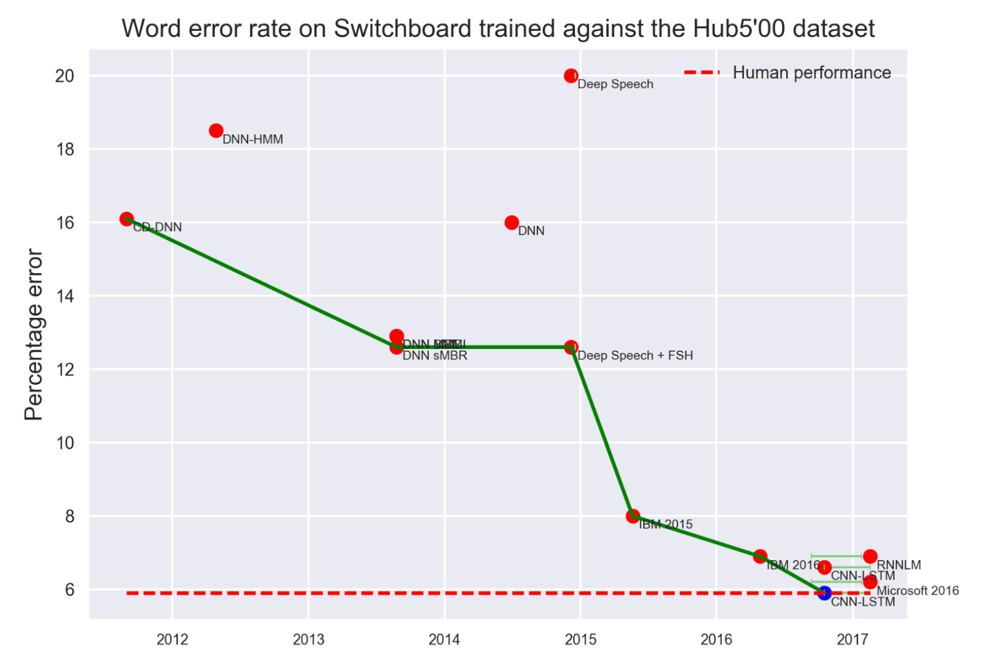 Word error rate on Switchboard trained against the Hub5'00 dataset
Human performance
Percentage error
20
18
16
14
12
10
8
6
Deep Speech
DNN-HMM
CD-DNN
DNN
DNN
DNN sMBR
Deep Speech + FSH
IBM 2015
IBM 2016
RNNLM
CNN-LSTM
Microsoft 2016
CNN-LSTM
2012
2013
2014
2015
2016
2017